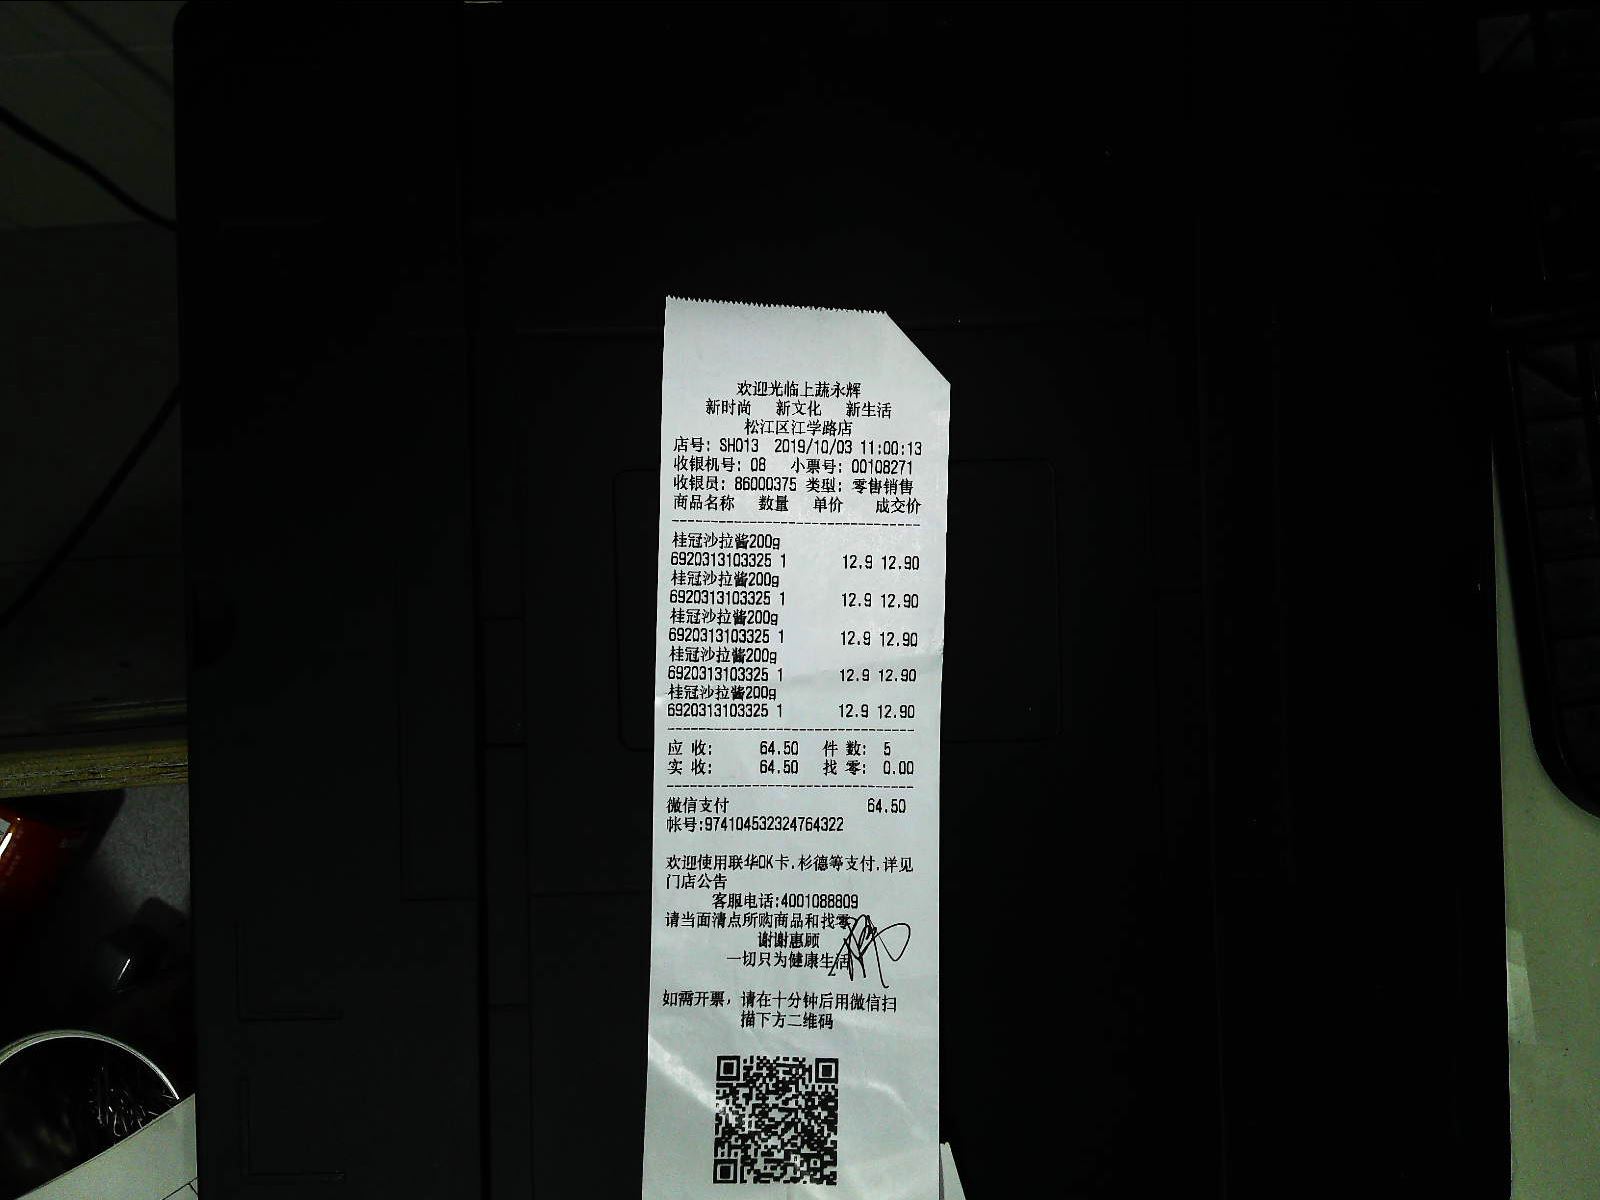 欢迎光临上蔬永辉
新时尚 新文化 新生活
松江区江学路店
店号: SH013 2019/10/03 11:00:13
收银机号: 08 小票号: 00108271
收银员: 86000375 类型: 零售销售
商品名称 数量 单价 成交价
--------------------------------
桂冠沙拉酱200g
6920313103325 1 12.9 12.90
桂冠沙拉酱200g
6920313103325 1 12.9 12.90
桂冠沙拉酱200g
6920313103325 1 12.9 12.90
桂冠沙拉酱200g
6920313103325 1 12.9 12.90
桂冠沙拉酱200g
6920313103325 1 12.9 12.90
--------------------------------
应 收: 64.50 件 数: 5
实 收: 64.50 找 零: 0.00
--------------------------------
微信支付 64.50
帐号:974104532324764322
欢迎使用联华OK卡.杉德等支付.详见
门店公告
客服电话:4001088809
请当面清点所购商品和找零
谢谢惠顾
一切只为健康生活
如需开票，请在十分钟后用微信扫
描下方二维码